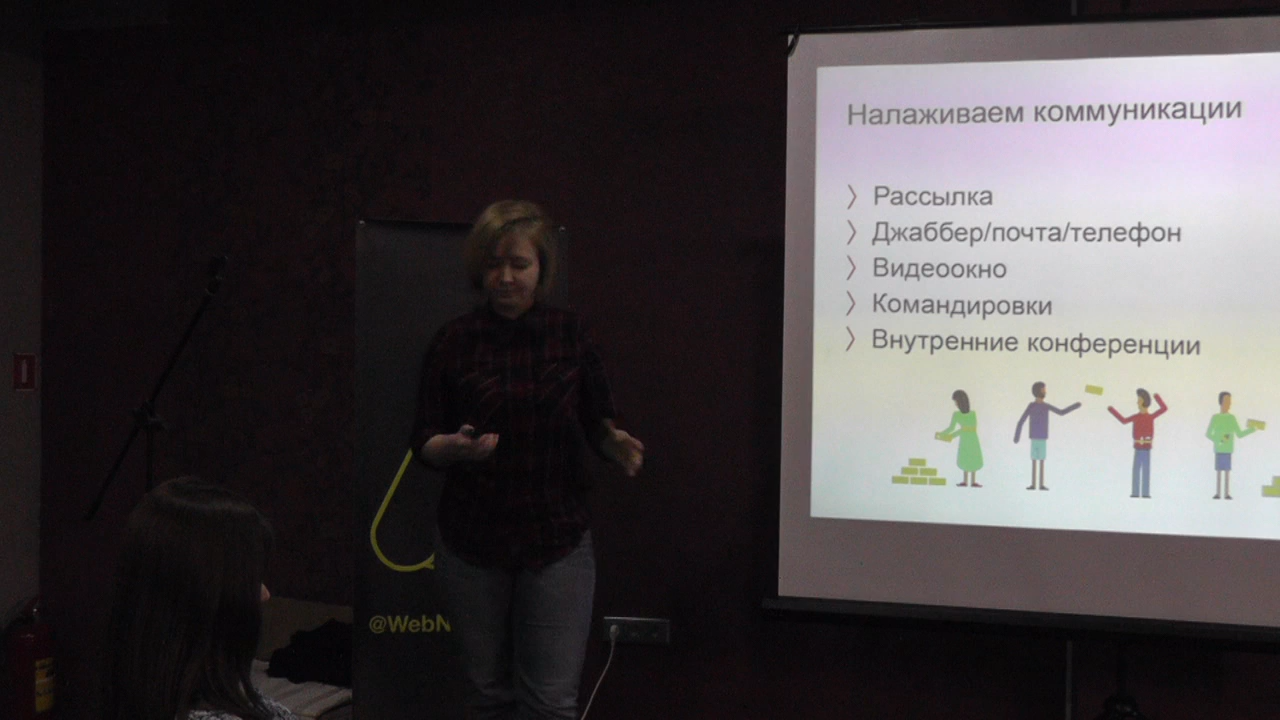 Налаживаем коммуникации
Рассылка
Джаббер/почта/телефон
Видеоокно
Командировки
Внутренние конференции
@WebN